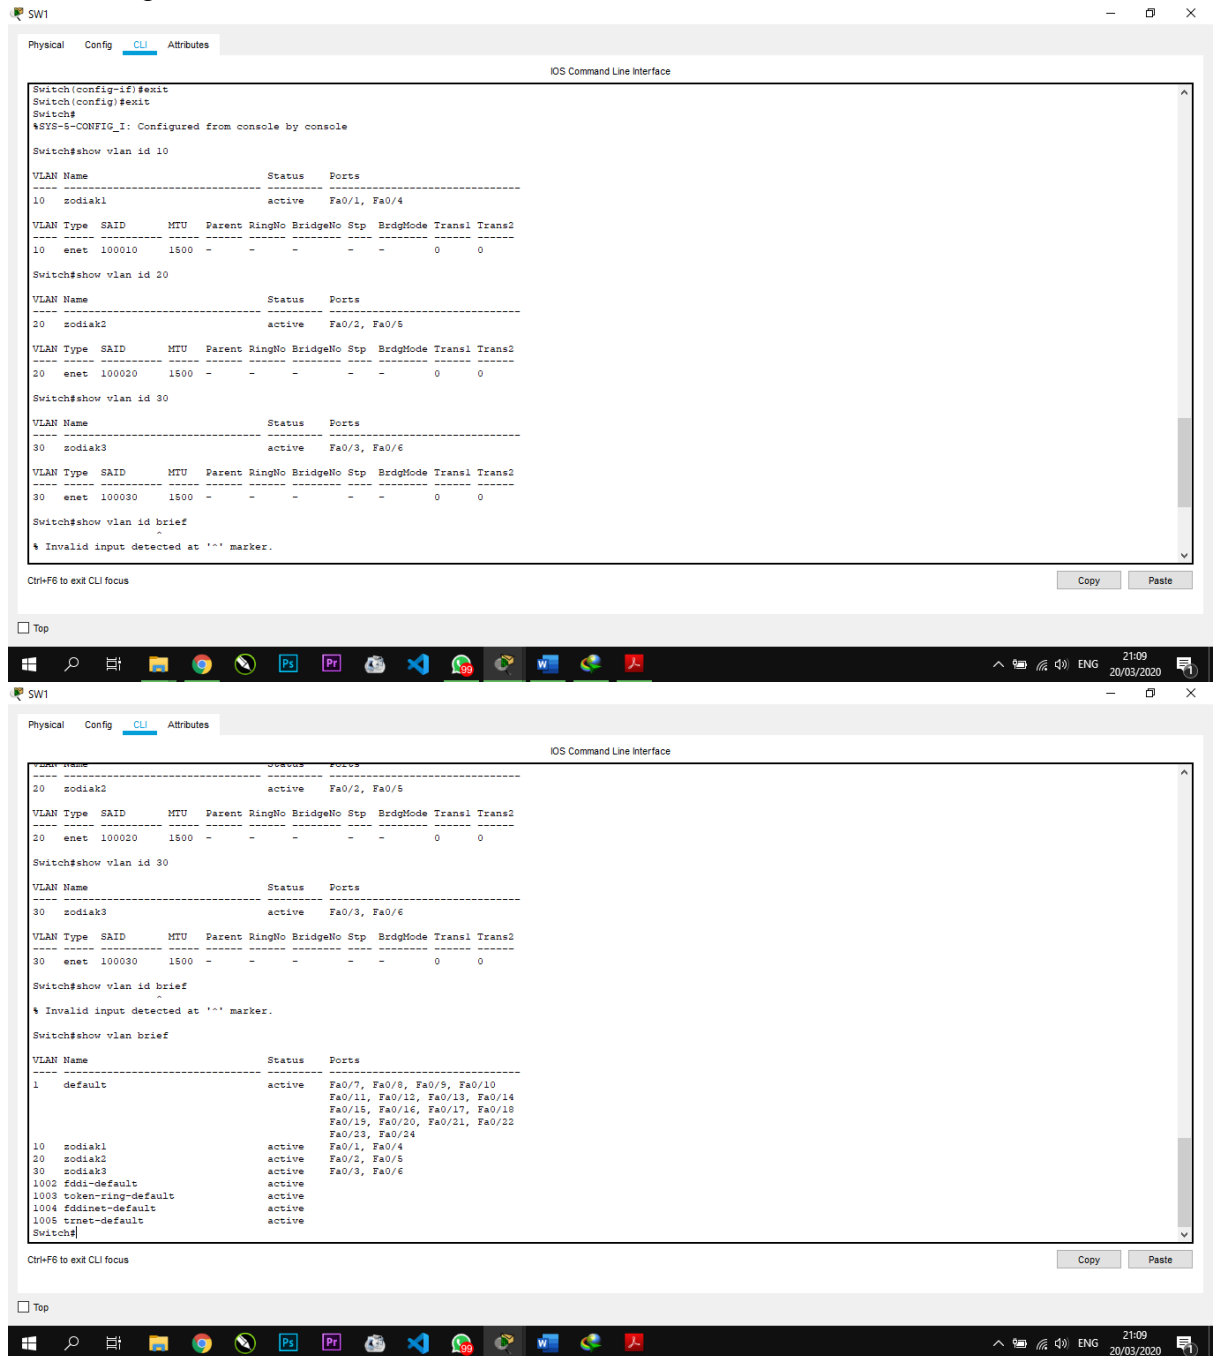 SW1
Physical Config CLI Attributes
IOS Command Line Interface
Switch(config-if)#exit
Switch(config)#exit
Switch#
%SYS-5-CONFIG_I: Configured from console by console
Switch#show vlan id 10
VLAN Name Status Ports
---- -------------------------------- --------- -------------------------------
10 zodiak1 active Fa0/1, Fa0/4
VLAN Type SAID MTU Parent RingNo BridgeNo Stp BrdgMode Trans1 Trans2
---- ----- ---------- ----- ------ ------ -------- ---- -------- ------ ------
10 enet 100010 1500 - - - - - 0 0
Switch#show vlan id 20
VLAN Name Status Ports
---- -------------------------------- --------- -------------------------------
20 zodiak2 active Fa0/2, Fa0/5
VLAN Type SAID MTU Parent RingNo BridgeNo Stp BrdgMode Trans1 Trans2
---- ----- ---------- ----- ------ ------ -------- ---- -------- ------ ------
20 enet 100020 1500 - - - - - 0 0
Switch#show vlan id 30
VLAN Name Status Ports
---- -------------------------------- --------- -------------------------------
30 zodiak3 active Fa0/3, Fa0/6
VLAN Type SAID MTU Parent RingNo BridgeNo Stp BrdgMode Trans1 Trans2
---- ----- ---------- ----- ------ ------ -------- ---- -------- ------ ------
30 enet 100030 1500 - - - - - 0 0
Switch#show vlan id brief
^
% Invalid input detected at '^' marker.
Ctrl+F6 to exit CLI focus
Copy Paste
Top
Ps Pr 99 W ENG 21:09
20/03/2020 1
SW1
Physical Config CLI Attributes
IOS Command Line Interface
VLAN Name Status Ports
---- -------------------------------- --------- -------------------------------
20 zodiak2 active Fa0/2, Fa0/5
VLAN Type SAID MTU Parent RingNo BridgeNo Stp BrdgMode Trans1 Trans2
---- ----- ---------- ----- ------ ------ -------- ---- -------- ------ ------
20 enet 100020 1500 - - - - - 0 0
Switch#show vlan id 30
VLAN Name Status Ports
---- -------------------------------- --------- -------------------------------
30 zodiak3 active Fa0/3, Fa0/6
VLAN Type SAID MTU Parent RingNo BridgeNo Stp BrdgMode Trans1 Trans2
---- ----- ---------- ----- ------ ------ -------- ---- -------- ------ ------
30 enet 100030 1500 - - - - - 0 0
Switch#show vlan id brief
^
% Invalid input detected at '^' marker.
Switch#show vlan brief
VLAN Name Status Ports
---- -------------------------------- --------- -------------------------------
1 default active Fa0/7, Fa0/8, Fa0/9, Fa0/10
Fa0/11, Fa0/12, Fa0/13, Fa0/14
Fa0/15, Fa0/16, Fa0/17, Fa0/18
Fa0/19, Fa0/20, Fa0/21, Fa0/22
Fa0/23, Fa0/24
10 zodiak1 active Fa0/1, Fa0/4
20 zodiak2 active Fa0/2, Fa0/5
30 zodiak3 active Fa0/3, Fa0/6
1002 fddi-default active
1003 token-ring-default active
1004 fddinet-default active
1005 trnet-default active
Switch#
Ctrl+F6 to exit CLI focus
Copy Paste
Top
Ps Pr 99 W ENG 21:09
20/03/2020 1